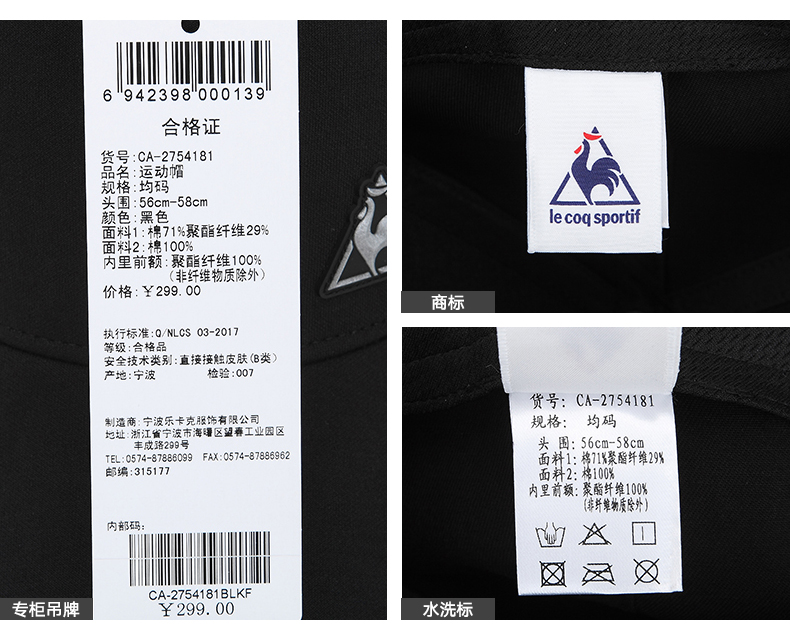 6 942398 000139
合格证
货号:CA-2754181
品名:运动帽
规格:均码
头围:56cm-58cm
颜色:黑色
面料1:棉71%聚酯纤维29%
面料2:棉100%
内里前额:聚酯纤维100%
(非纤维物质除外)
价格:￥299.00
执行标准:Q/NLCS 03-2017
等级:合格品
安全技术类别:直接接触皮肤(B类)
产地:宁波 检验:007
制造商:宁波乐卡克服饰有限公司
地址:浙江省宁波市海曙区望春工业园区
丰成路299号
TEL:0574-87886099 FAX:0574-87886962
邮编:315177
内部码:
CA-2754181BLKF
￥299.00
专柜吊牌
le coq sportif
商标
货号: CA-2754181
规格: 均码
头 围:56cm-58cm
面料1:棉71%聚酯纤维29%
面料2:棉100%
内里前额:聚酯纤维100%
(非纤维物质除外)
水洗标